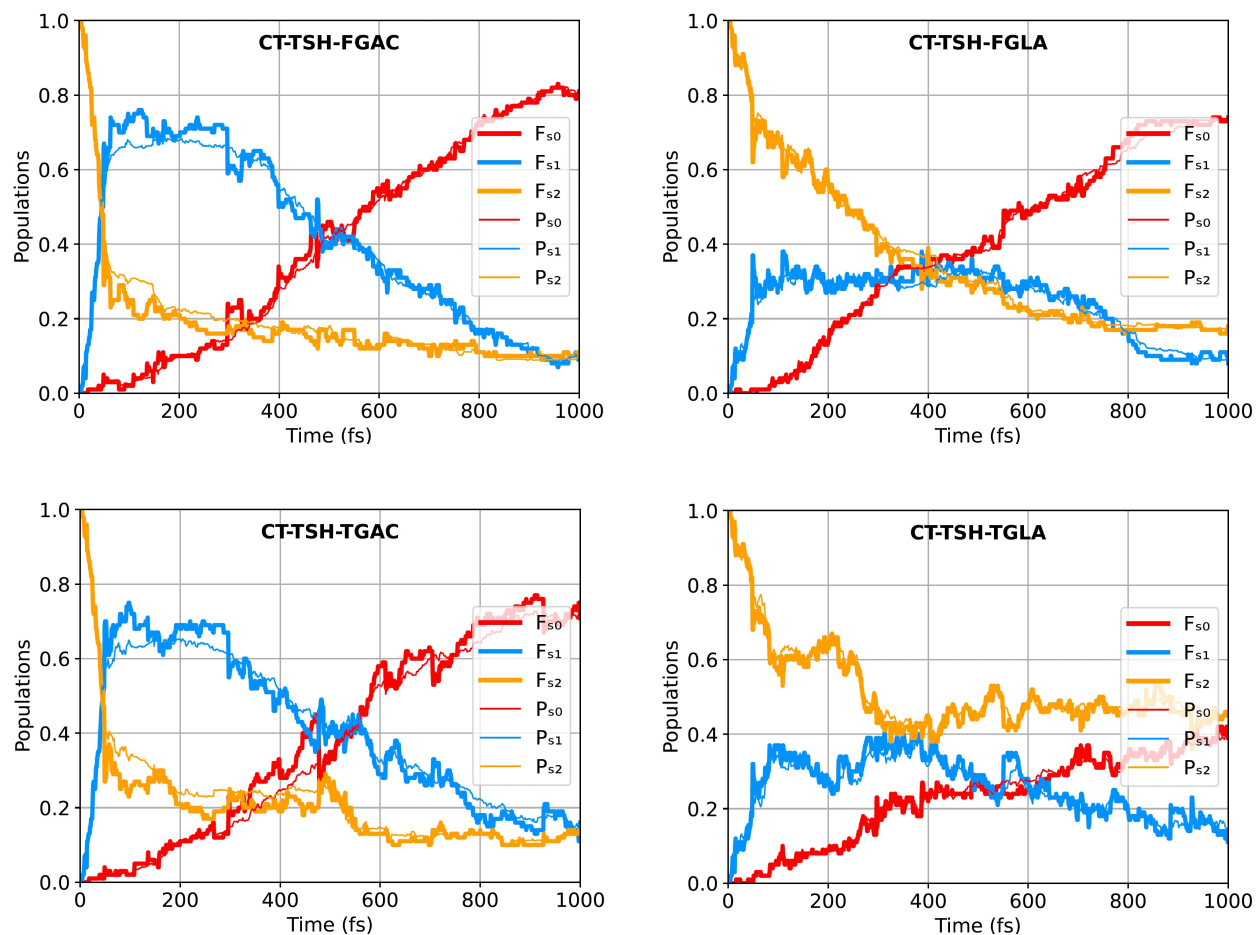 CT-TSH-FGAC
Populations
1.0
0.8
0.6
0.4
0.2
0.0
Fs0
Fs1
Fs2
Ps0
Ps1
Ps2
0 200 400 600 800 1000
Time (fs)
CT-TSH-FGLA
Populations
1.0
0.8
0.6
0.4
0.2
0.0
Fs0
Fs1
Fs2
Ps0
Ps1
Ps2
0 200 400 600 800 1000
Time (fs)
CT-TSH-TGAC
Populations
1.0
0.8
0.6
0.4
0.2
0.0
Fs0
Fs1
Fs2
Ps0
Ps1
Ps2
0 200 400 600 800 1000
Time (fs)
CT-TSH-TGLA
Populations
1.0
0.8
0.6
0.4
0.2
0.0
Fs0
Fs1
Fs2
Ps0
Ps1
Ps2
0 200 400 600 800 1000
Time (fs)